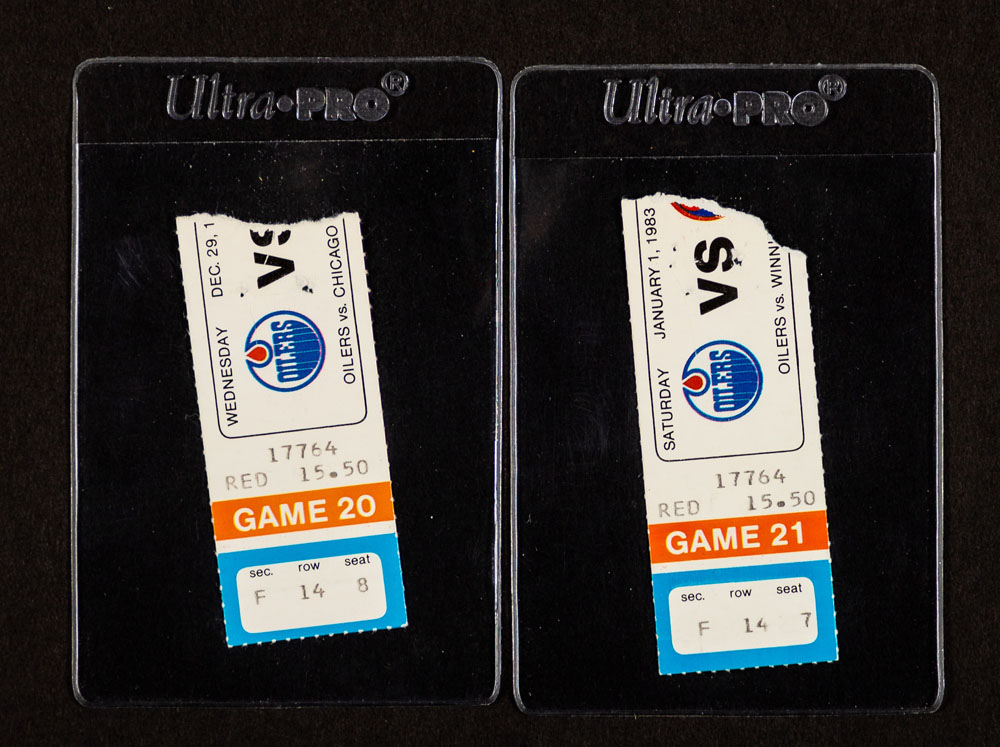 Ultra•PRO®
WEDNESDAY DEC. 29, 1
VS
OILERS
OILERS vs. CHICAGO
17764
RED 15.50
GAME 20
sec. row seat
F 14 8
Ultra•PRO®
SATURDAY JANUARY 1, 1983
VS
OILERS
OILERS vs. WINN
17764
RED 15.50
GAME 21
sec. row seat
F 14 7